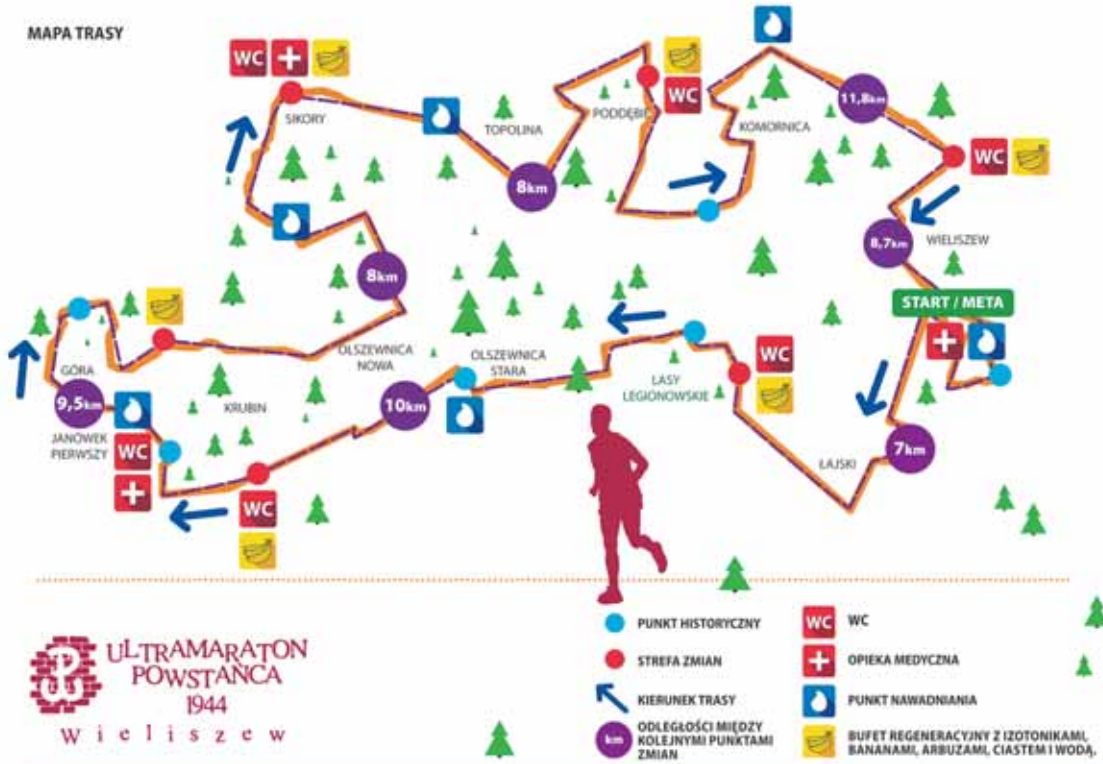 MAPA TRASY
WC
SIKORY
TOPOLINA
8km
PODDĘBIE
WC
KOMORNICA
11,8km
WC
8,7km
WIELISZEW
START / META
8km
OLSZEWNICA
NOWA
OLSZEWNICA
STARA
LASY
LEGIONOWSKIE
WC
GÓRA
9,5km
JANÓWEK
PIERWSZY
WC
KRUBIN
10km
7km
ŁAJSKI
WC
ULTRAMARATON
POWSTAŃCA
1944
Wieliszew
PUNKT HISTORYCZNY
STREFA ZMIAN
KIERUNEK TRASY
km
ODLEGŁOŚCI MIĘDZY
KOLEJNYMI PUNKTAMI
ZMIAN
WC
WC
OPIEKA MEDYCZNA
PUNKT NAWADNIANIA
BUFET REGENERACYJNY Z IZOTONIKAMI,
BANANAMI, ARBUZAMI, CIASTEM I WODĄ.